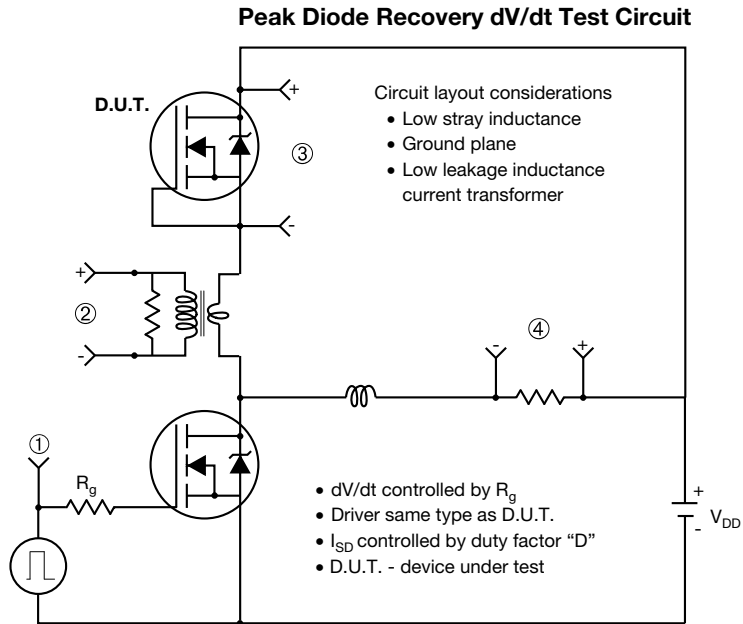 Peak Diode Recovery dV/dt Test Circuit
D.U.T.
+
Circuit layout considerations
• Low stray inductance
• Ground plane
• Low leakage inductance
current transformer
③
-
+
②
-
-
④
+
①
R_g
• dV/dt controlled by R_g
• Driver same type as D.U.T.
• I_SD controlled by duty factor “D”
• D.U.T. - device under test
+
V_DD
-